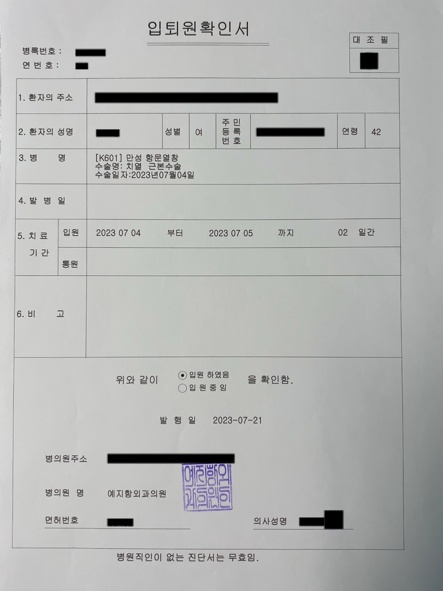 입퇴원확인서
대 조 필
병록번호 :
연 번 호 :
1. 환자의 주소
2. 환자의 성명 성별 여 주 민 등 록 번 호 연령 42
3. 병 명 [K601] 만성 항문열창
수술명: 치열 근본수술
수술일자:2023년07월04일
4. 발 병 일
5. 치 료 기 간 입원 2023 07 04 부터 2023 07 05 까지 02 일간
통원
6. 비 고
위와 같이 입원 하였음 을 확인함.
입 원 중 임
발 행 일 2023-07-21
병의원주소
병의원 명 예지항외과의원
면허번호 의사성명
병원직인이 없는 진단서는 무효임.